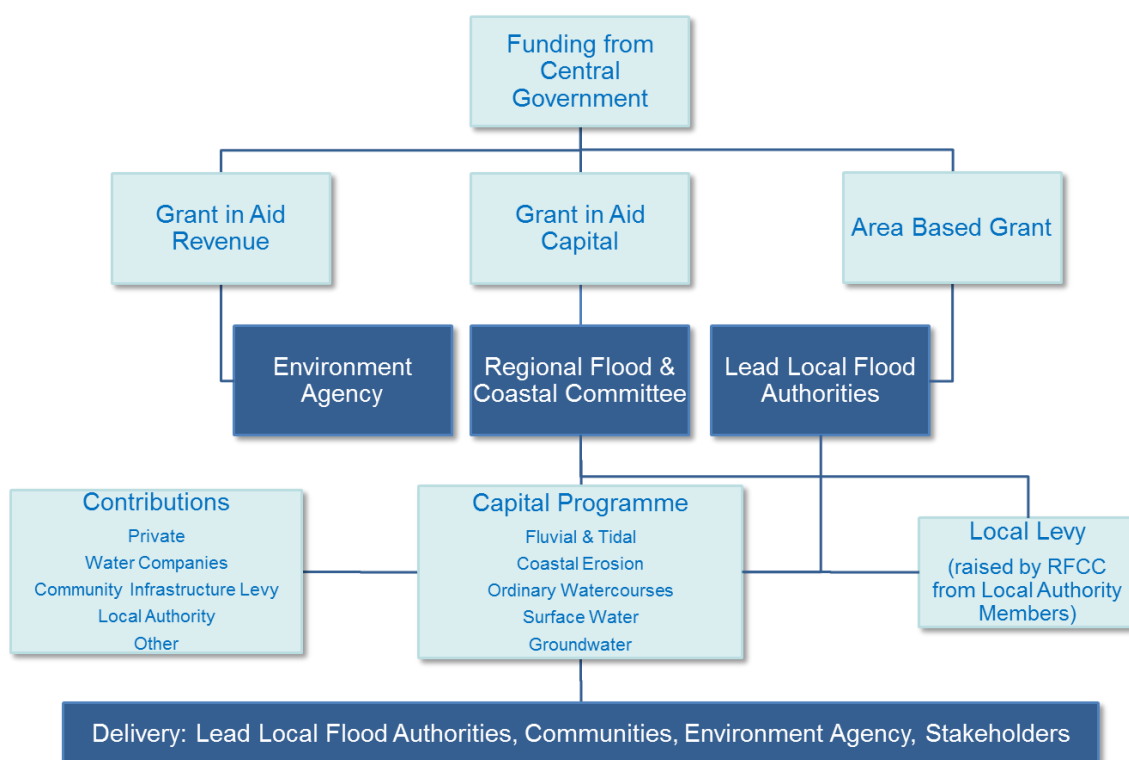 Funding from
Central
Government
Grant in Aid
Revenue
Grant in Aid
Capital
Area Based Grant
Environment
Agency
Regional Flood &
Coastal Committee
Lead Local Flood
Authorities
Contributions
Private
Water Companies
Community Infrastructure Levy
Local Authority
Other
Capital Programme
Fluvial & Tidal
Coastal Erosion
Ordinary Watercourses
Surface Water
Groundwater
Local Levy
(raised by RFCC
from Local Authority
Members)
Delivery: Lead Local Flood Authorities, Communities, Environment Agency, Stakeholders